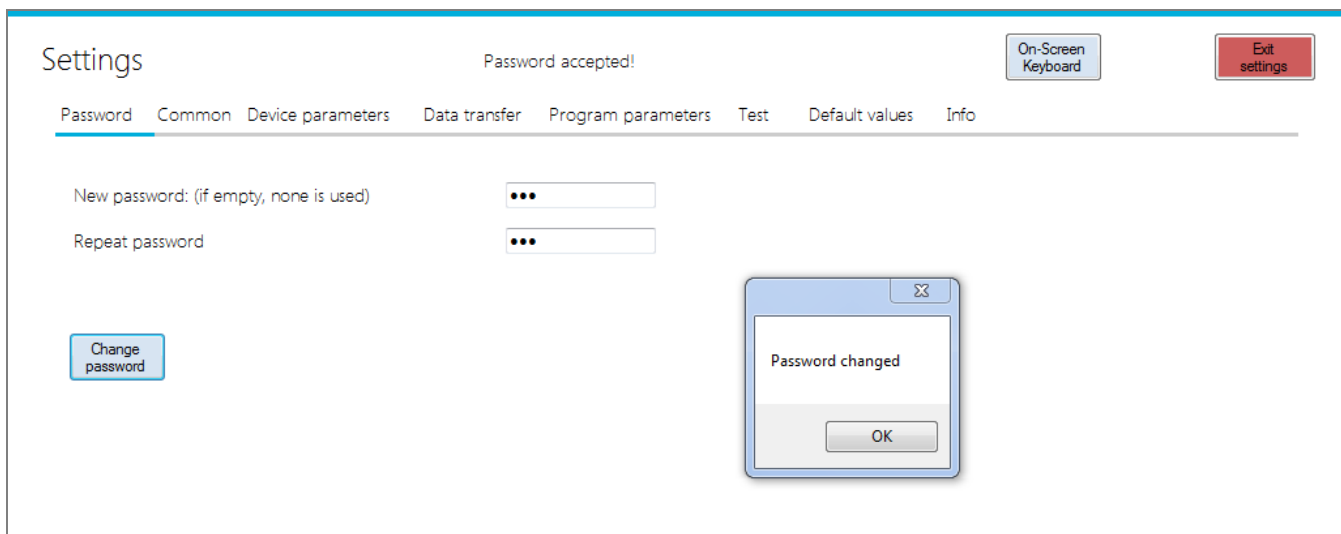 Settings
Password accepted!
On-Screen
Keyboard
Exit
settings
Password Common Device parameters Data transfer Program parameters Test Default values Info
New password: (if empty, none is used) •••
Repeat password •••
Change
password
Password changed
OK